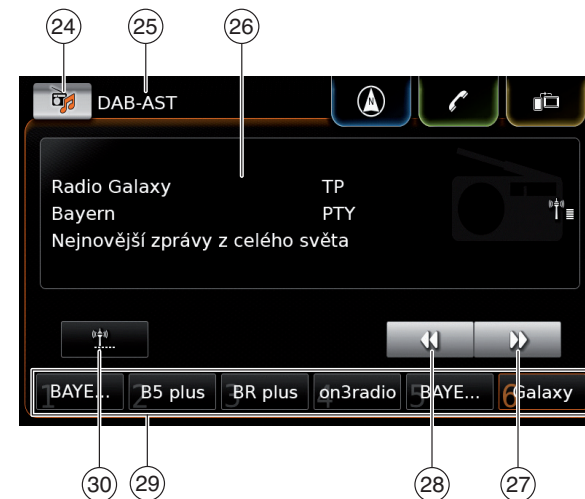 24 25 26
DAB-AST
N
Radio Galaxy TP
Bayern PTY
Nejnovější zprávy z celého světa
1 BAYE... 2 B5 plus 3 BR plus 4 on3radio 5 BAYE... 6 Galaxy
30 29 28 27